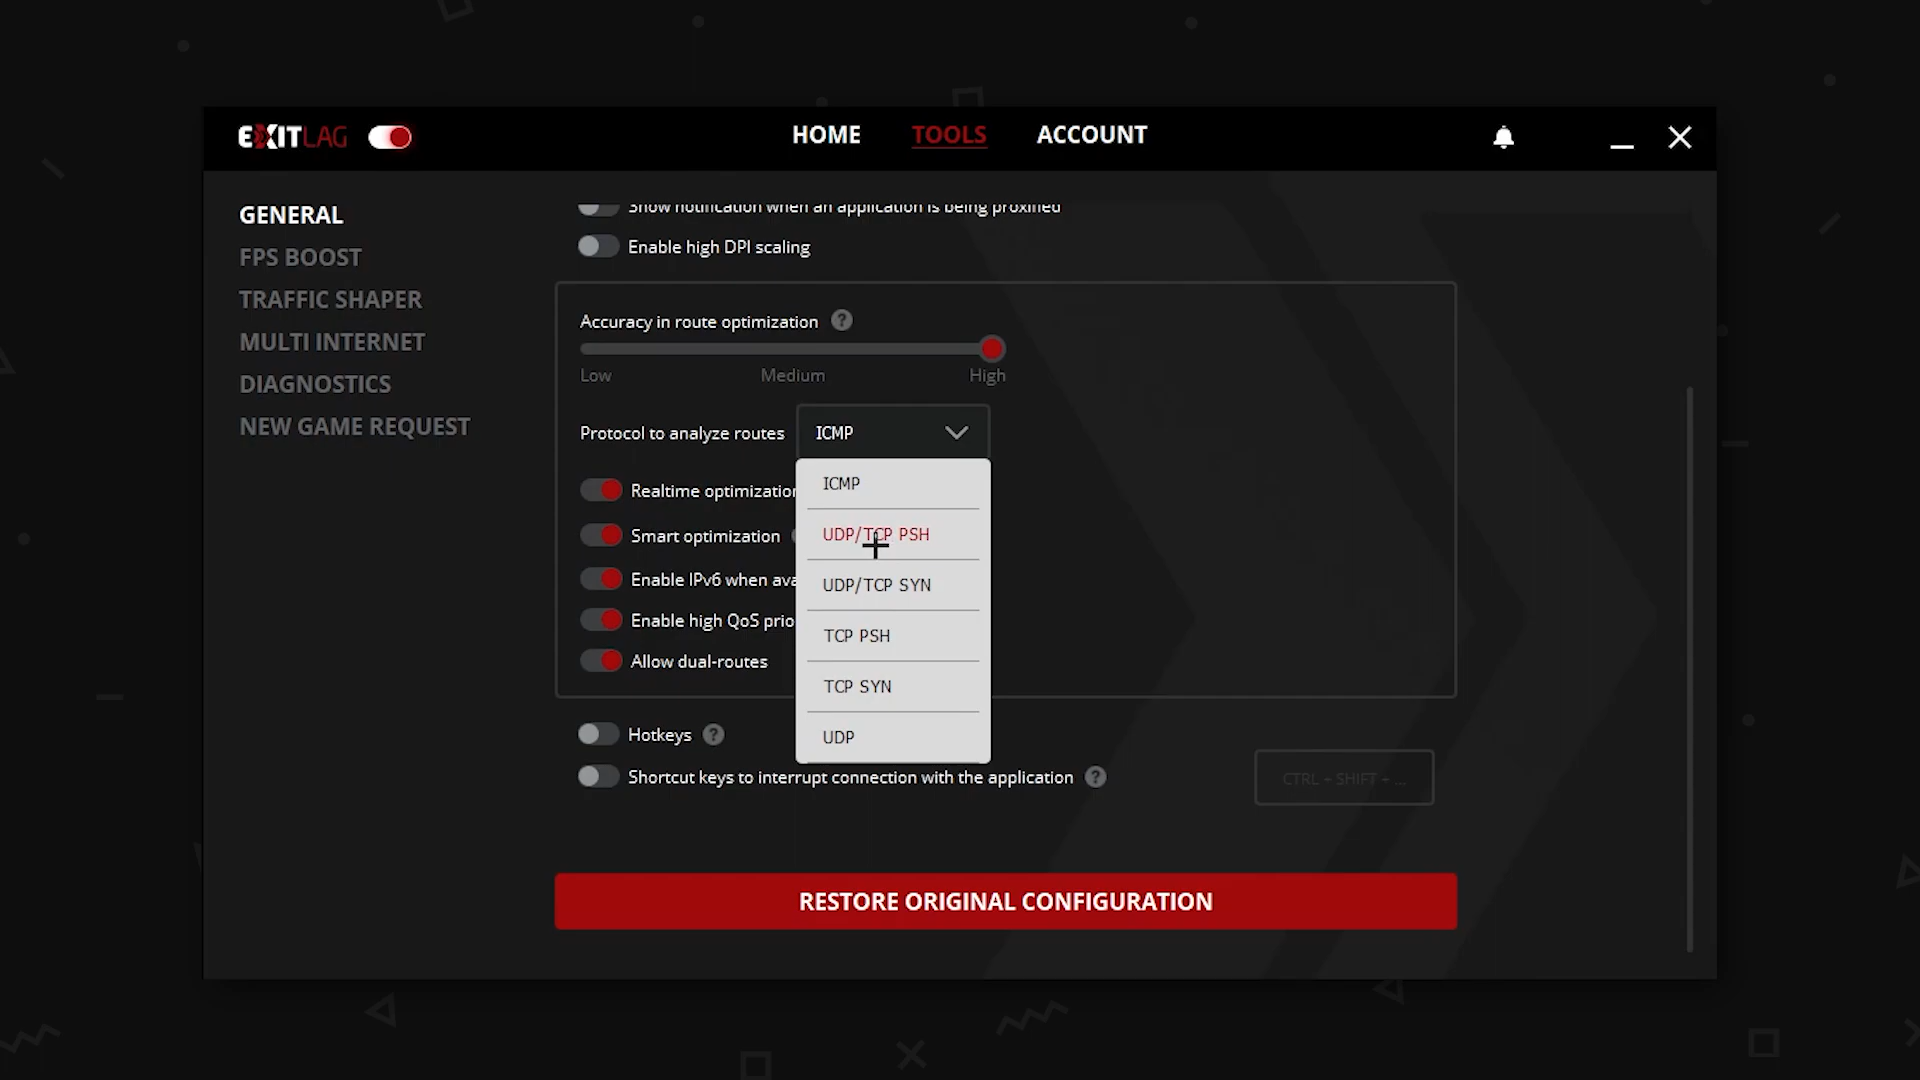 EXITLAG
HOME
TOOLS
ACCOUNT
GENERAL
FPS BOOST
TRAFFIC SHAPER
MULTI INTERNET
DIAGNOSTICS
NEW GAME REQUEST
Show notification when an application is being proxified
Enable high DPI scaling
Accuracy in route optimization ?
Low
Medium
High
Protocol to analyze routes
ICMP
ICMP
UDP/TCP PSH
UDP/TCP SYN
TCP PSH
TCP SYN
UDP
Realtime optimization
Smart optimization
Enable IPv6 when ava
Enable high QoS prio
Allow dual-routes
Hotkeys ?
Shortcut keys to interrupt connection with the application ?
CTRL + SHIFT + ...
RESTORE ORIGINAL CONFIGURATION